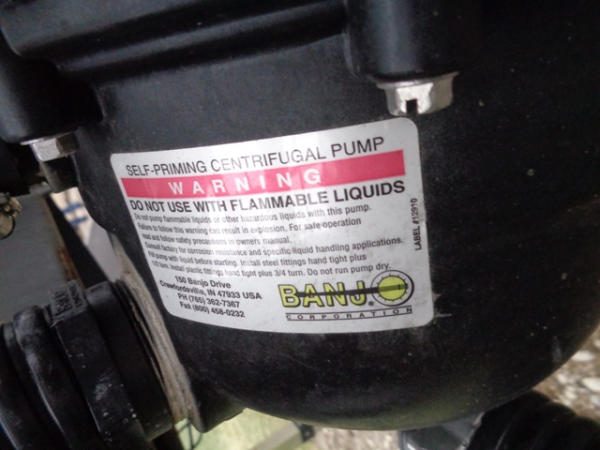 SELF-PRIMING CENTRIFUGAL PUMP
WARNING
DO NOT USE WITH FLAMMABLE LIQUIDS
Do not pump flammable liquids or other hazardous liquids with this pump.
Failure to follow this warning can result in explosion. For safe operation
read and follow safety precautions in owners manual.
Consult factory for corrosion resistance and specific liquid handling applications.
Fill pump with liquid before starting. Install steel fittings hand tight plus
turn. Install plastic fittings hand tight plus 3/4 turn. Do not run pump dry.
150 Banjo Drive
Crawfordsville, IN 47933 USA
PH (765) 362-7367
Fax (800) 458-0232
BANJO
CORPORATION
LABEL #12910